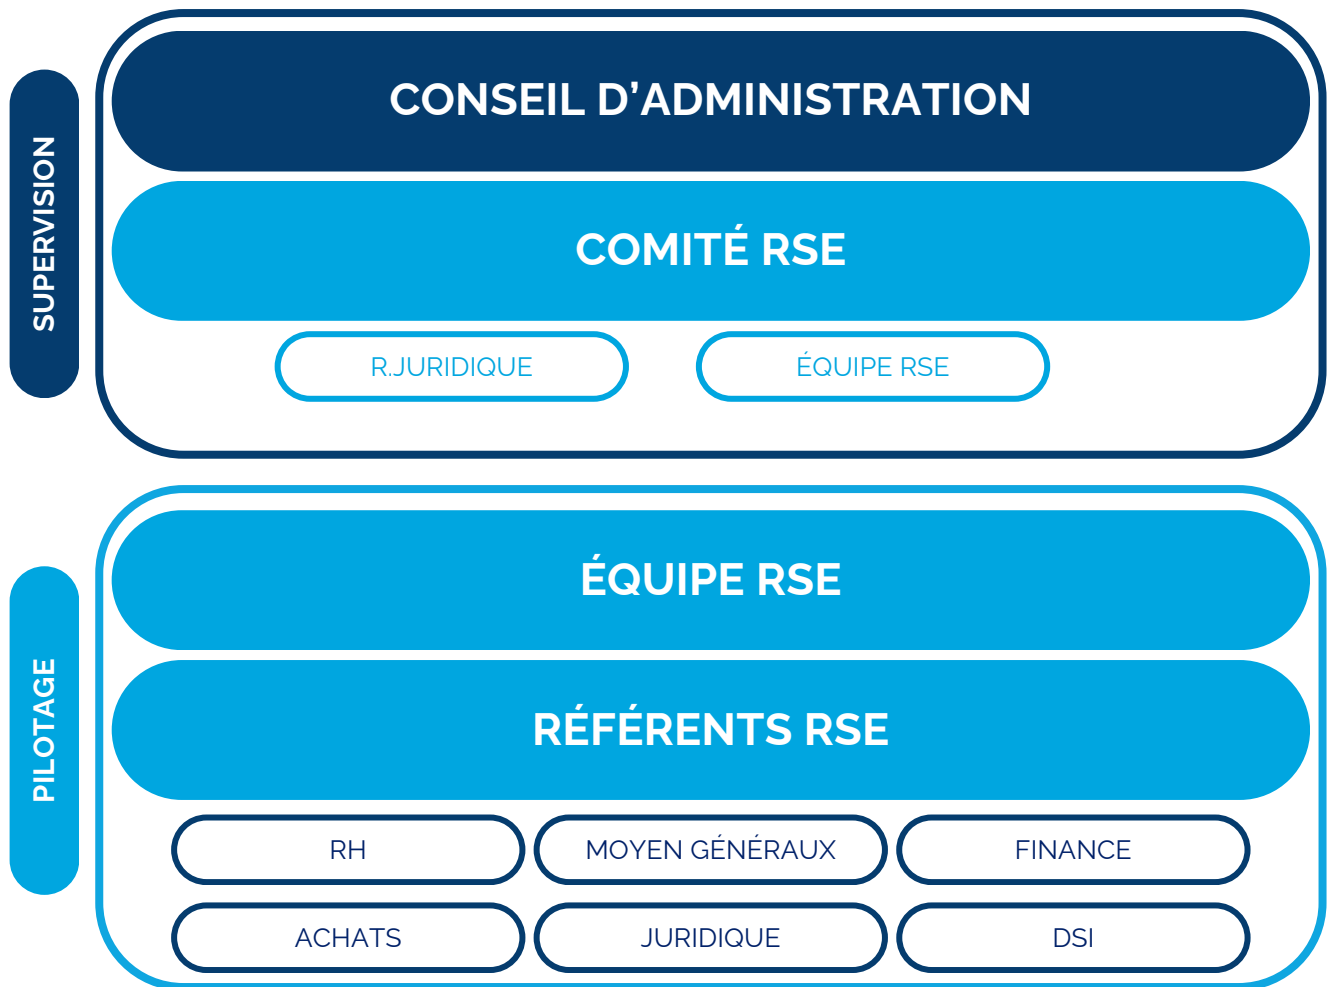 SUPERVISION
CONSEIL D’ADMINISTRATION
COMITÉ RSE
R.JURIDIQUE
ÉQUIPE RSE
PILOTAGE
ÉQUIPE RSE
RÉFÉRENTS RSE
RH
MOYEN GÉNÉRAUX
FINANCE
ACHATS
JURIDIQUE
DSI